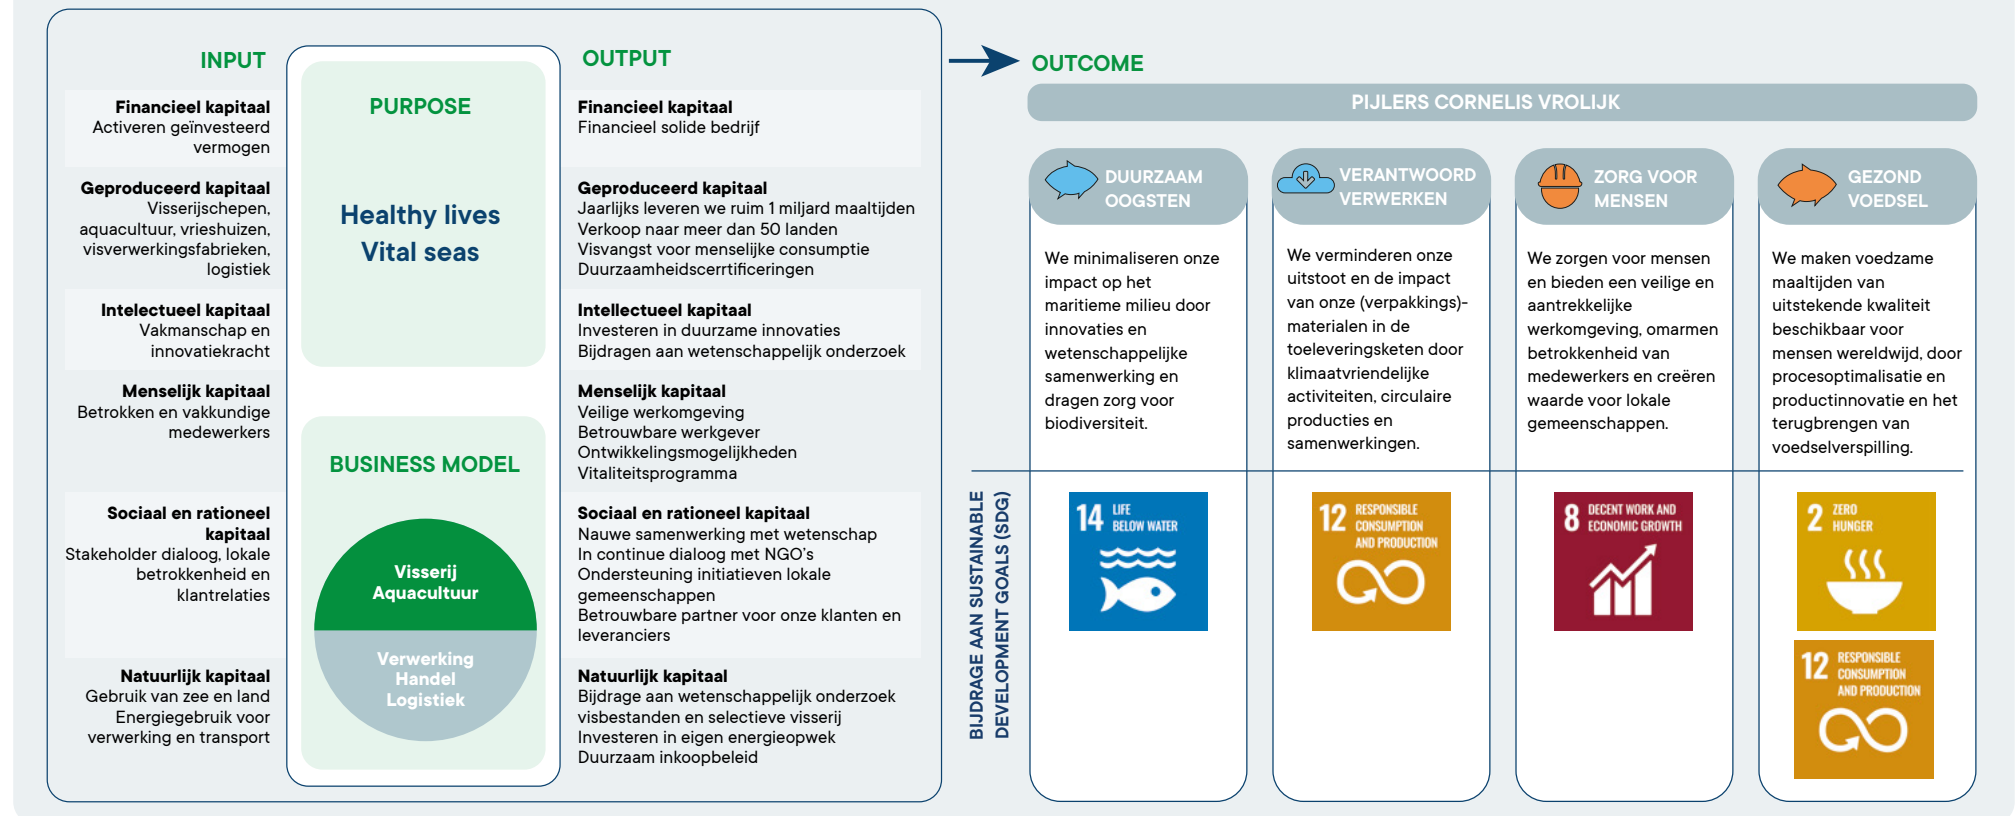 INPUT
Financieel kapitaal
Activeren geïnvesteerd
vermogen
Geproduceerd kapitaal
Visserijschepen,
aquacultuur, vrieshuizen,
visverwerkingsfabrieken,
logistiek
Intelectueel kapitaal
Vakmanschap en
innovatiekracht
Menselijk kapitaal
Betrokken en vakkundige
medewerkers
Sociaal en rationeel
kapitaal
Stakeholder dialoog, lokale
betrokkenheid en
klantrelaties
Natuurlijk kapitaal
Gebruik van zee en land
Energiegebruik voor
verwerking en transport
PURPOSE
Healthy lives
Vital seas
BUSINESS MODEL
Visserij
Aquacultuur
Verwerking
Handel
Logistiek
OUTPUT
Financieel kapitaal
Financieel solide bedrijf
Geproduceerd kapitaal
Jaarlijks leveren we ruim 1 miljard maaltijden
Verkoop naar meer dan 50 landen
Visvangst voor menselijke consumptie
Duurzaamheidscerrtificeringen
Intellectueel kapitaal
Investeren in duurzame innovaties
Bijdragen aan wetenschappelijk onderzoek
Menselijk kapitaal
Veilige werkomgeving
Betrouwbare werkgever
Ontwikkelingsmogelijkheden
Vitaliteitsprogramma
Sociaal en rationeel kapitaal
Nauwe samenwerking met wetenschap
In continue dialoog met NGO's
Ondersteuning initiatieven lokale
gemeenschappen
Betrouwbare partner voor onze klanten en
leveranciers
Natuurlijk kapitaal
Bijdrage aan wetenschappelijk onderzoek
visbestanden en selectieve visserij
Investeren in eigen energieopwek
Duurzaam inkoopbeleid
OUTCOME
PIJLERS CORNELIS VROLIJK
DUURZAAM
OOGSTEN
We minimaliseren onze
impact op het
maritieme milieu door
innovaties en
wetenschappelijke
samenwerking en
dragen zorg voor
biodiversiteit.
VERANTWOORD
VERWERKEN
We verminderen onze
uitstoot en de impact
van onze (verpakkings)-
materialen in de
toeleveringsketen door
klimaatvriendelijke
activiteiten, circulaire
producties en
samenwerkingen.
ZORG VOOR
MENSEN
We zorgen voor mensen
en bieden een veilige en
aantrekkelijke
werkomgeving, omarmen
betrokkenheid van
medewerkers en creëren
waarde voor lokale
gemeenschappen.
GEZOND
VOEDSEL
We maken voedzame
maaltijden van
uitstekende kwaliteit
beschikbaar voor
mensen wereldwijd, door
procesoptimalisatie en
productinnovatie en het
terugbrengen van
voedselverspilling.
BIJDRAGE AAN SUSTAINABLE
DEVELOPMENT GOALS (SDG)
14 LIFE
BELOW WATER
12 RESPONSIBLE
CONSUMPTION
AND PRODUCTION
8 DECENT WORK AND
ECONOMIC GROWTH
2 ZERO
HUNGER
12 RESPONSIBLE
CONSUMPTION
AND PRODUCTION